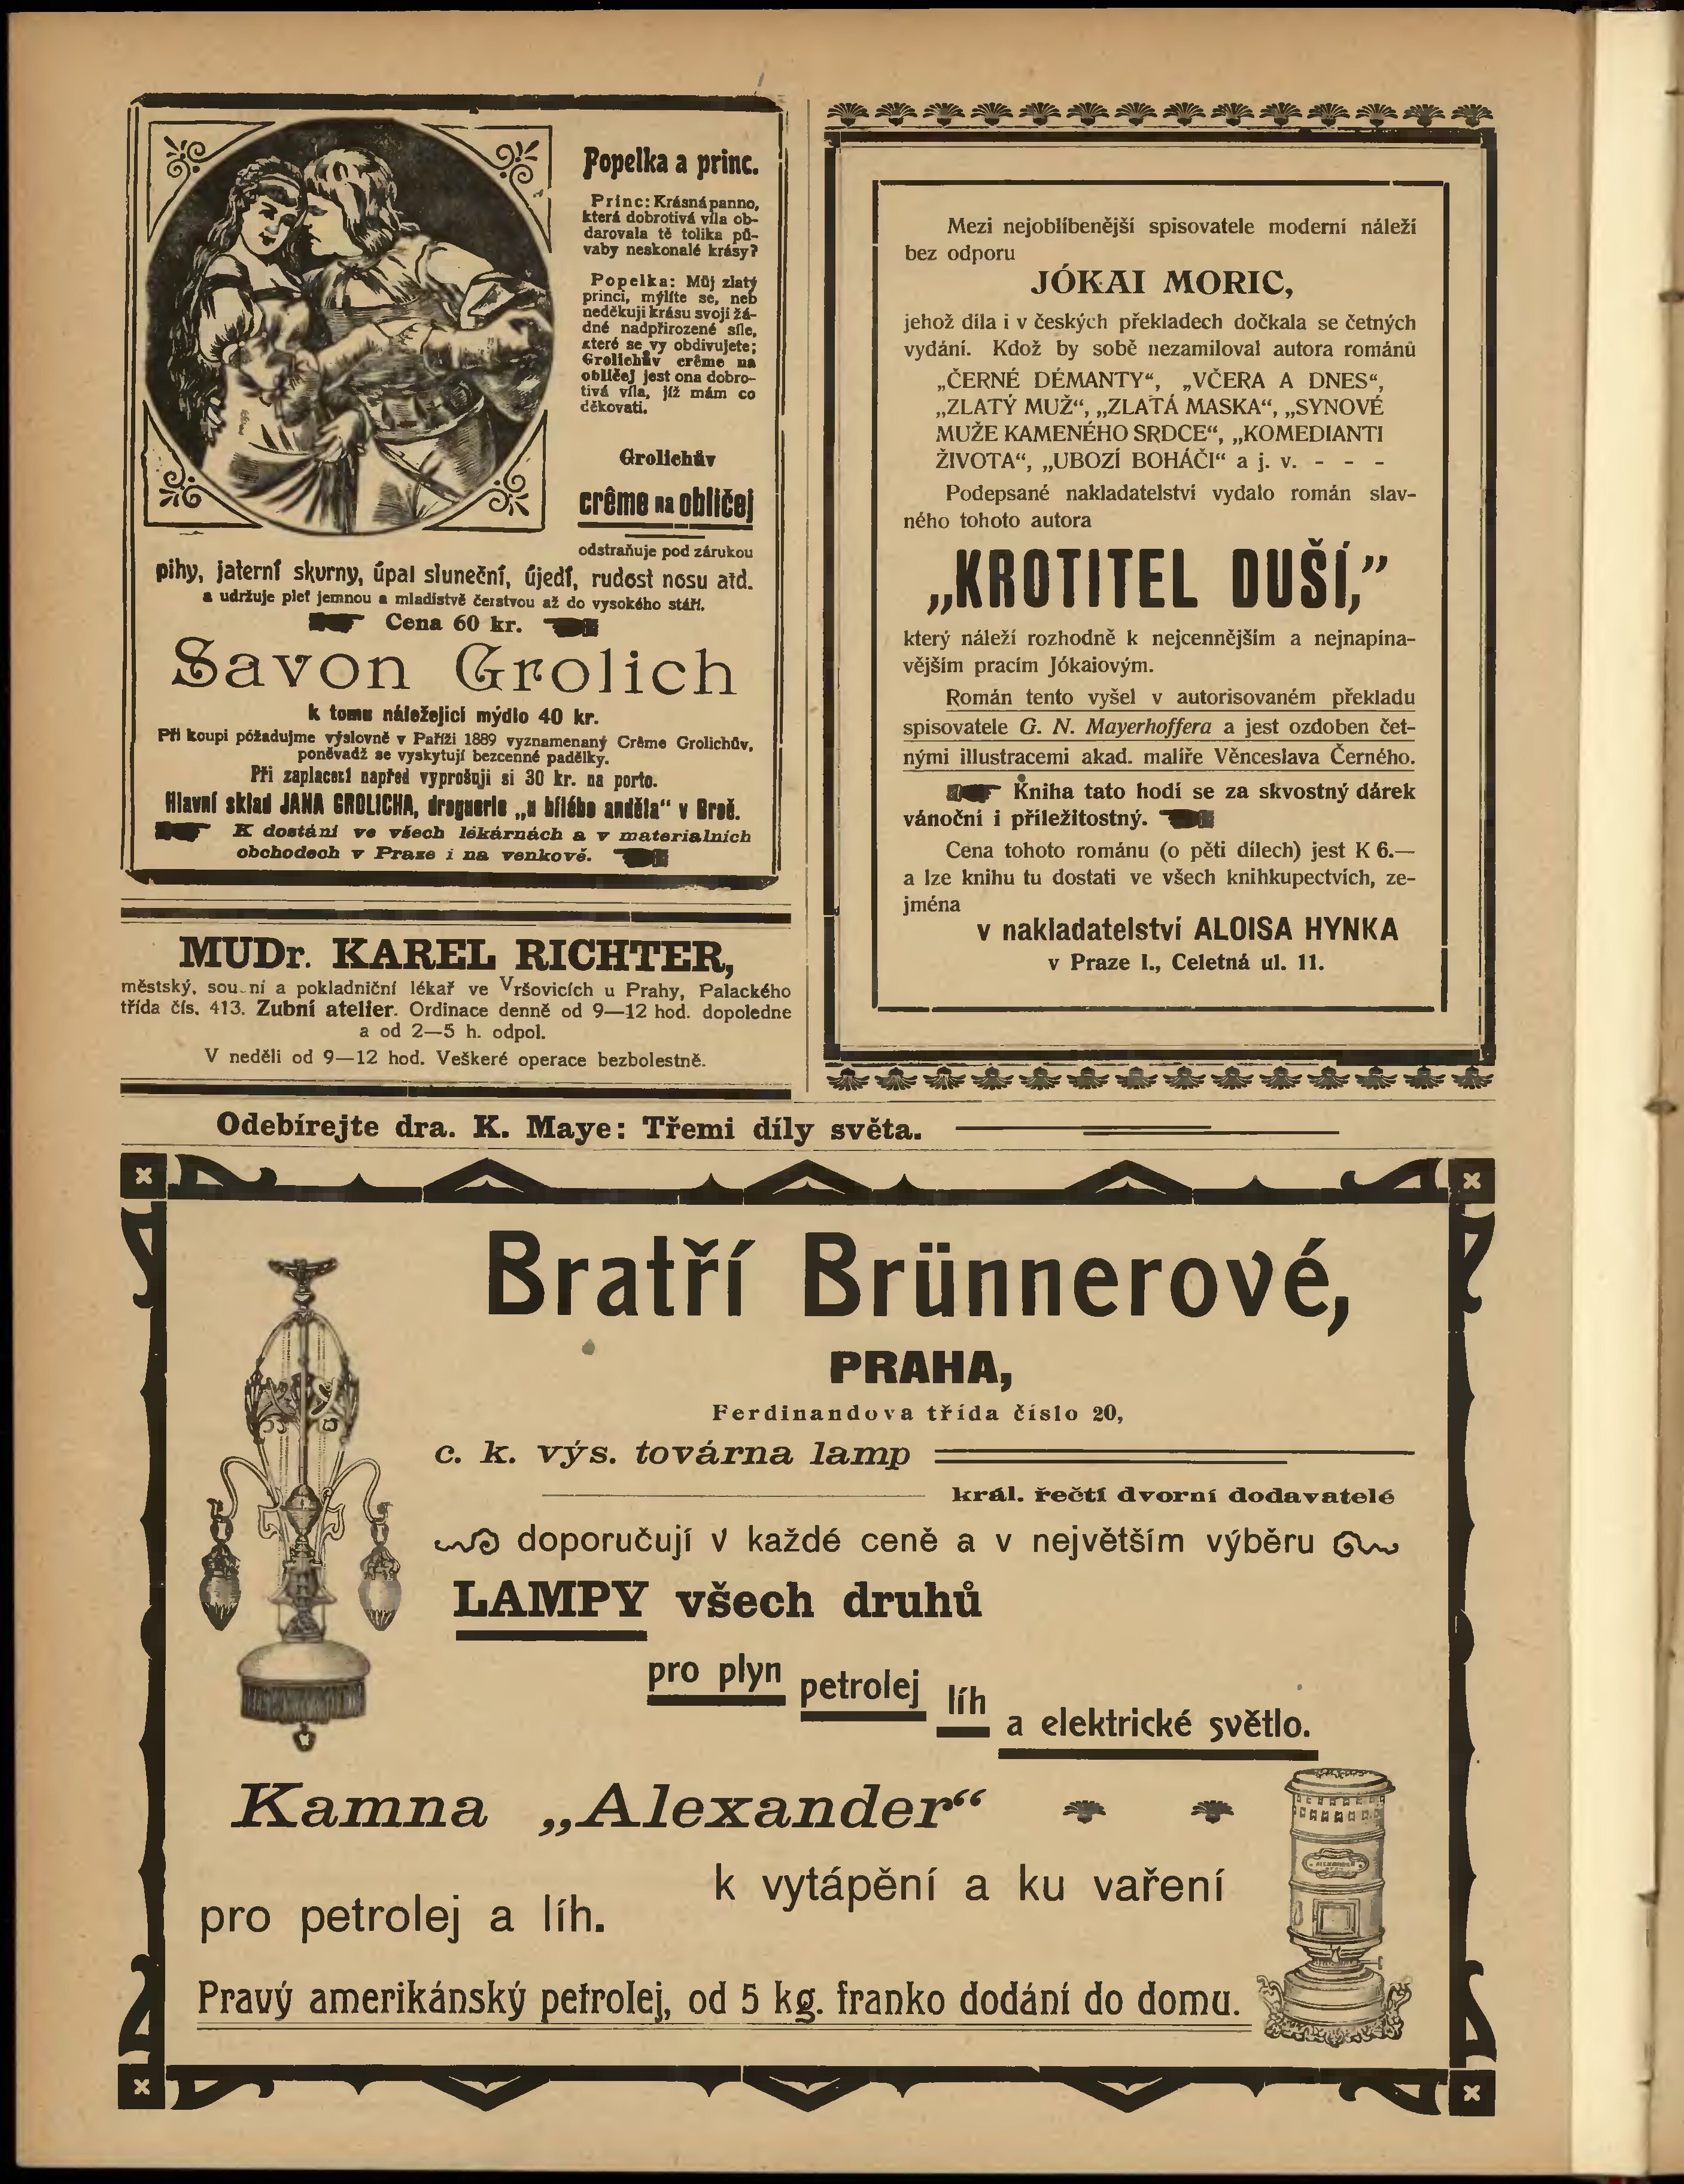 Popelka a princ.
Princ: Krásná panno,
která dobrotivá víla ob-
darovala tě tolika pů-
vaby neskonalé krásy?
Popelka: Můj zlatý
princi, mýlíte se, neb
neděkuji krásu svoji žá-
dné nadpřirozené síle,
které se vy obdivujete;
Grolichův crême na
obličej jest ona dobro-
tivá víla, jíž mám co
děkovati.
Grolichův
crême na obličej
odstraňuje pod zárukou
pihy, jaterní skvrny, úpal sluneční, újedí, rudost nosu atd.
a udržuje pleť jemnou a mladistvě čerstvou až do vysokého stáří.
Cena 60 kr.
Savon Grolich
k tomu náležející mýdlo 40 kr.
Při koupi požadujme výslovně v Paříži 1889 vyznamenaný Crême Grolichův,
poněvadž se vyskytují bezcenné padělky.
Při zaplacení napřed vyprošuji si 30 kr. na porto.
Hlavní sklad JANA GROLICHA, droguerie „u bílého anděla“ v Brně.
K dostání ve všech lékárnách a v materialních
obchodech v Praze i na venkově.
MUDr. KAREL RICHTER,
městský, soudní a pokladniční lékař ve Vršovicích u Prahy, Palackého
třída čís. 413. Zubní atelier. Ordinace denně od 9—12 hod. dopoledne
a od 2—5 h. odpol.
V neděli od 9—12 hod. Veškeré operace bezbolestně.
Mezi nejoblíbenější spisovatele moderní náleží
bez odporu
JÓKAI MORIC,
jehož díla i v českých překladech dočkala se četných
vydání. Kdož by sobě nezamiloval autora románů
„ČERNÉ DÉMANTY“, „VČERA A DNES“,
„ZLATÝ MUŽ“, „ZLATÁ MASKA“, „SYNOVÉ
MUŽE KAMENÉHO SRDCE“, „KOMEDIANTI
ŽIVOTA“, „UBOZÍ BOHÁČI“ a j. v. - - -
Podepsané nakladatelství vydalo román slav-
ného tohoto autora
„KROTITEL DUŠÍ,”
který náleží rozhodně k nejcennějším a nejnapína-
vějším pracím Jókaiovým.
Román tento vyšel v autorisovaném překladu
spisovatele G. N. Mayerhoffera a jest ozdoben čet-
nými illustracemi akad. malíře Věnceslava Černého.
Kniha tato hodí se za skvostný dárek
vánoční i příležitostný.
Cena tohoto románu (o pěti dílech) jest K 6.—
a lze knihu tu dostati ve všech knihkupectvích, ze-
jména
v nakladatelství ALOISA HYNKA
v Praze I., Celetná ul. 11.
Odebírejte dra. K. Maye: Třemi díly světa.
Bratří Brünnerové,
PRAHA,
Ferdinandova třída číslo 20,
c. k. výs. továrna lamp
král. řečtí dvorní dodavatelé
doporučují v každé ceně a v největším výběru
LAMPY všech druhů
pro plyn petrolej líh a elektrické světlo.
Kamna „Alexander“
k vytápění a ku vaření
pro petrolej a líh.
Pravý amerikánský petrolej, od 5 kg. franko dodání do domu.